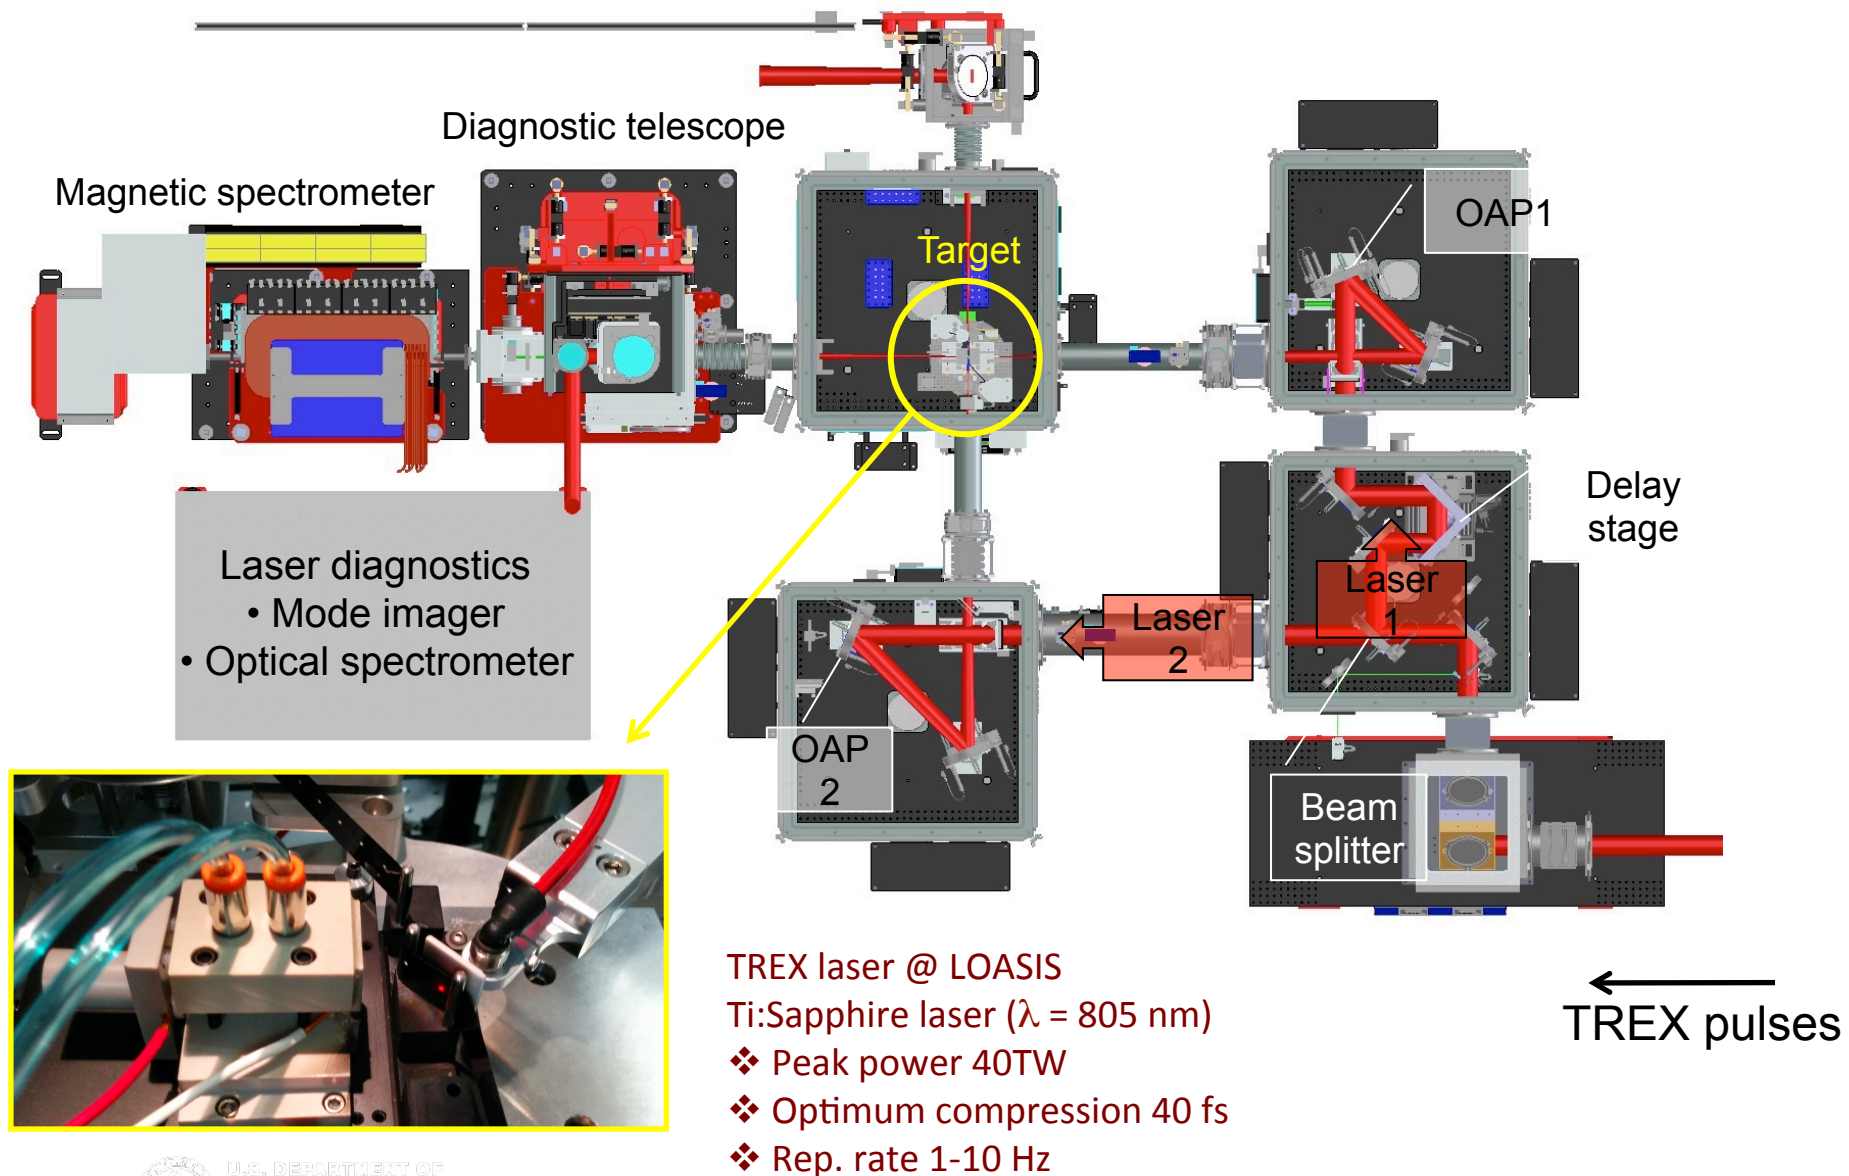 Diagnostic telescope
Magnetic spectrometer
OAP1
Target
Delay
stage
Laser diagnostics
• Mode imager
• Optical spectrometer
Laser
1
Laser
2
OAP
2
Beam
splitter
TREX laser @ LOASIS
Ti:Sapphire laser (λ = 805 nm)
❖ Peak power 40TW
❖ Optimum compression 40 fs
❖ Rep. rate 1-10 Hz
TREX pulses
U.S. DEPARTMENT OF